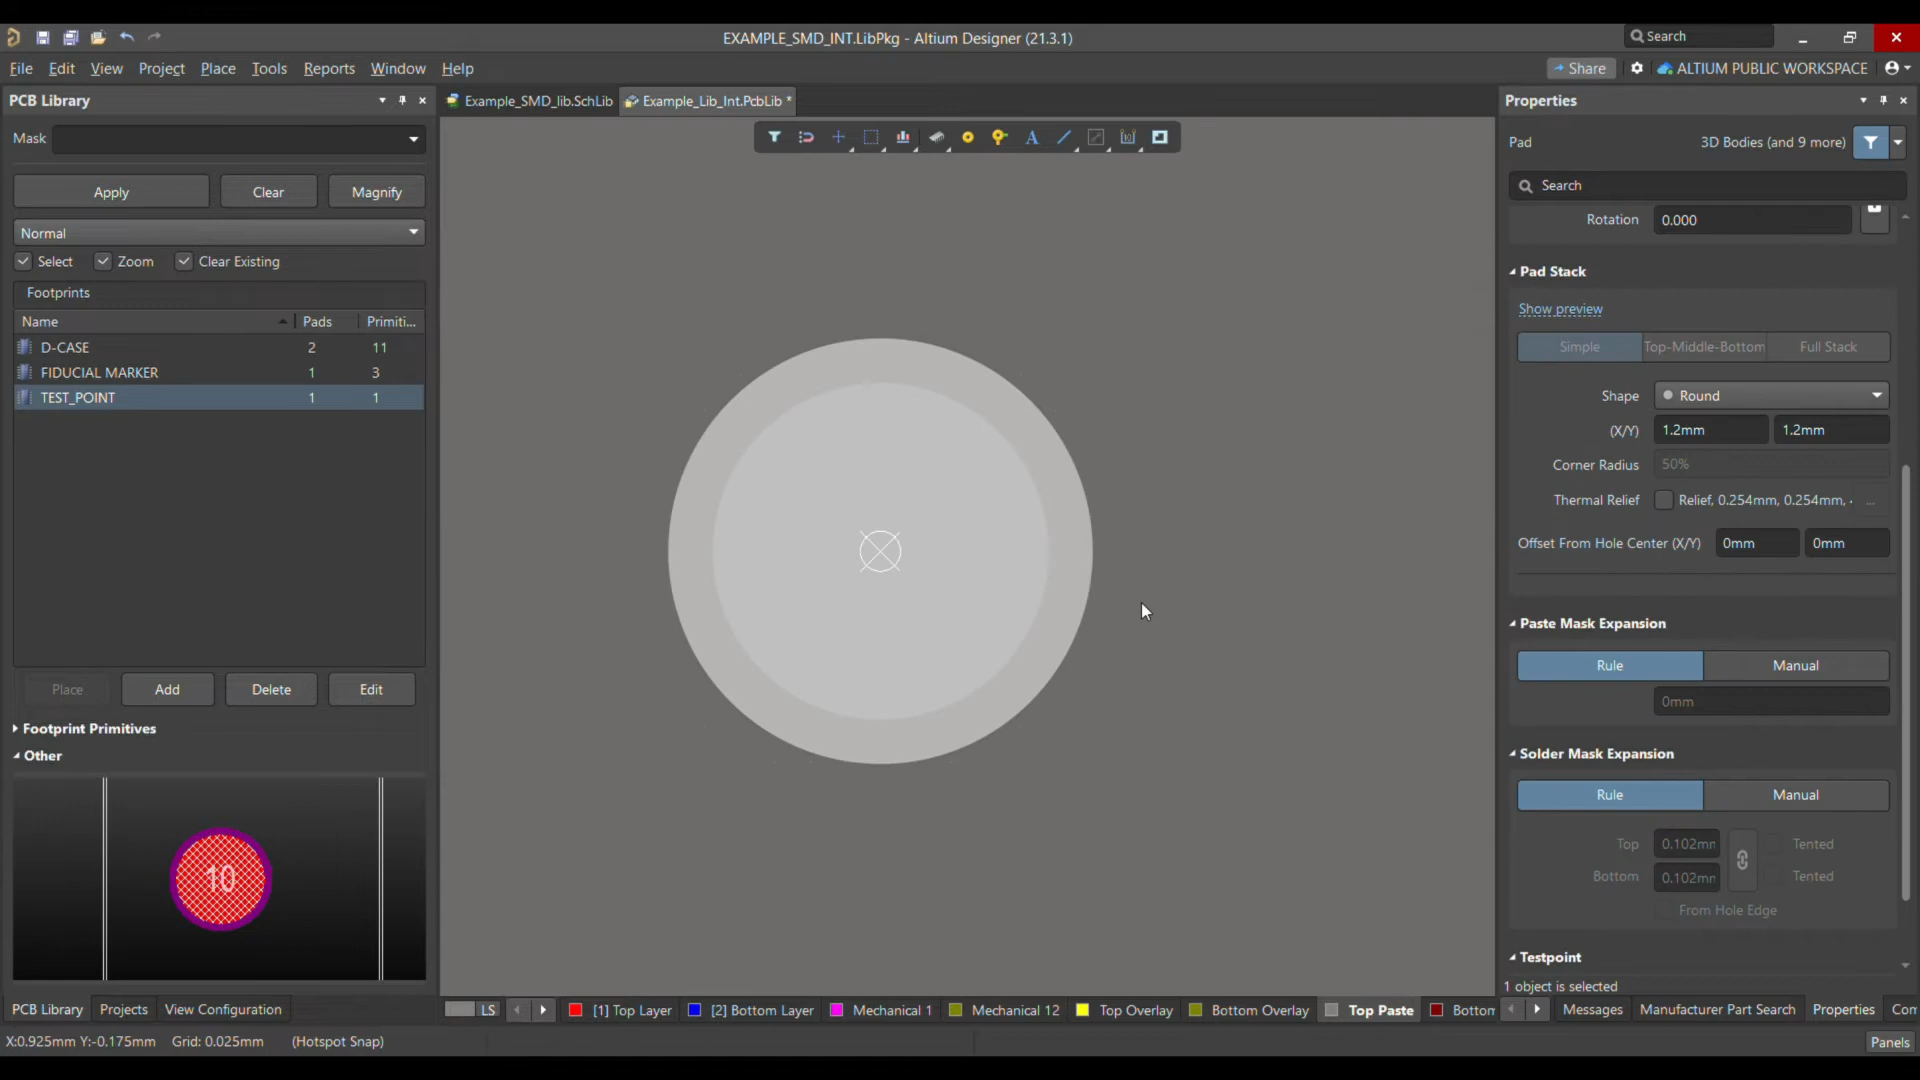 EXAMPLE_SMD_INT.LibPkg - Altium Designer (21.3.1)
Search
File Edit View Project Place Tools Reports Window Help
Share
ALTIUM PUBLIC WORKSPACE
PCB Library
Example_SMD_lib.SchLib
Example_Lib_Int.PcbLib *
Properties
Mask
Pad
3D Bodies (and 9 more)
Search
Apply
Clear
Magnify
Rotation 0.000
Normal
Select Zoom Clear Existing
Pad Stack
Footprints
Show preview
Name Pads Primiti...
Simple Top-Middle-Bottom Full Stack
D-CASE 2 11
FIDUCIAL MARKER 1 3
TEST_POINT 1 1
Shape Round
(X/Y) 1.2mm 1.2mm
Corner Radius 50%
Thermal Relief Relief, 0.254mm, 0.254mm, ...
Offset From Hole Center (X/Y) 0mm 0mm
Paste Mask Expansion
Rule Manual
0mm
Place Add Delete Edit
Footprint Primitives
Other
Solder Mask Expansion
Rule Manual
Top 0.102mm Tented
Bottom 0.102mm Tented
From Hole Edge
10
Testpoint
1 object is selected
PCB Library Projects View Configuration
LS [1] Top Layer [2] Bottom Layer Mechanical 1 Mechanical 12 Top Overlay Bottom Overlay Top Paste Bottom
Messages Manufacturer Part Search Properties Com
X:0.925mm Y:-0.175mm Grid: 0.025mm (Hotspot Snap)
Panels